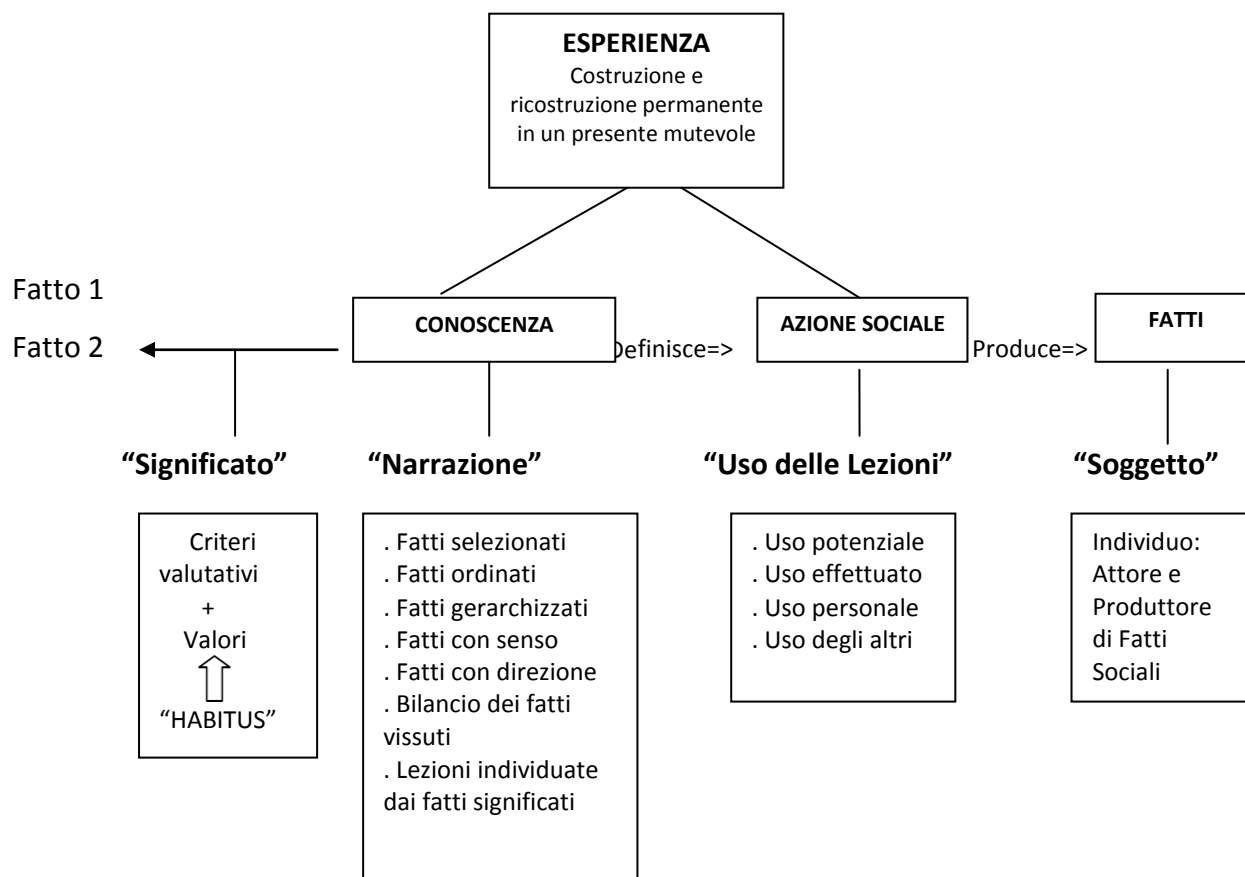 ESPERIENZA
Costruzione e
ricostruzione permanente
in un presente mutevole
Fatto 1
Fatto 2
CONOSCENZA
Definisce=>
AZIONE SOCIALE
Produce=>
FATTI
“Significato”
“Narrazione”
“Uso delle Lezioni”
“Soggetto”
Criteri
valutativi
+
Valori
“HABITUS”
. Fatti selezionati
. Fatti ordinati
. Fatti gerarchizzati
. Fatti con senso
. Fatti con direzione
. Bilancio dei fatti
vissuti
. Lezioni individuate
dai fatti significati
. Uso potenziale
. Uso effettuato
. Uso personale
. Uso degli altri
Individuo:
Attore e
Produttore
di Fatti
Sociali